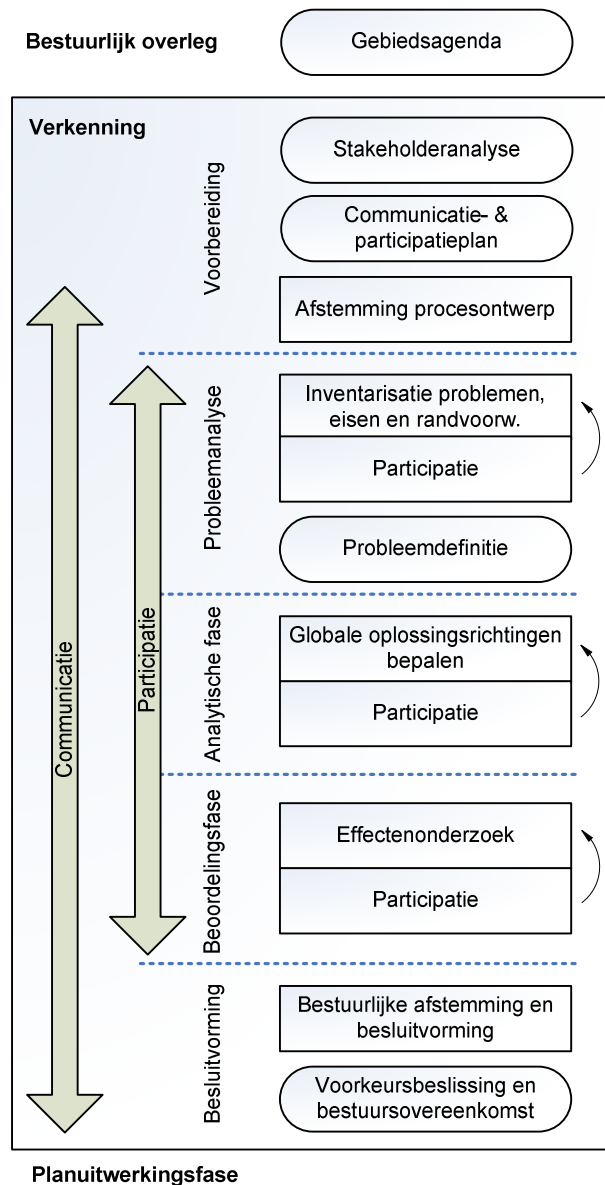 Bestuurlijk overleg
Gebiedsagenda
Verkenning
Voorbereiding
Stakeholderanalyse
Communicatie- &
participatieplan
Afstemming procesontwerp
Communicatie
Participatie
Probleemanalyse
Inventarisatie problemen,
eisen en randvoorw.
Participatie
Probleemdefinitie
Analytische fase
Globale oplossingsrichtingen
bepalen
Participatie
Beoordelingsfase
Effectenonderzoek
Participatie
Besluitvorming
Bestuurlijke afstemming en
besluitvorming
Voorkeursbeslissing en
bestuursovereenkomst
Planuitwerkingsfase